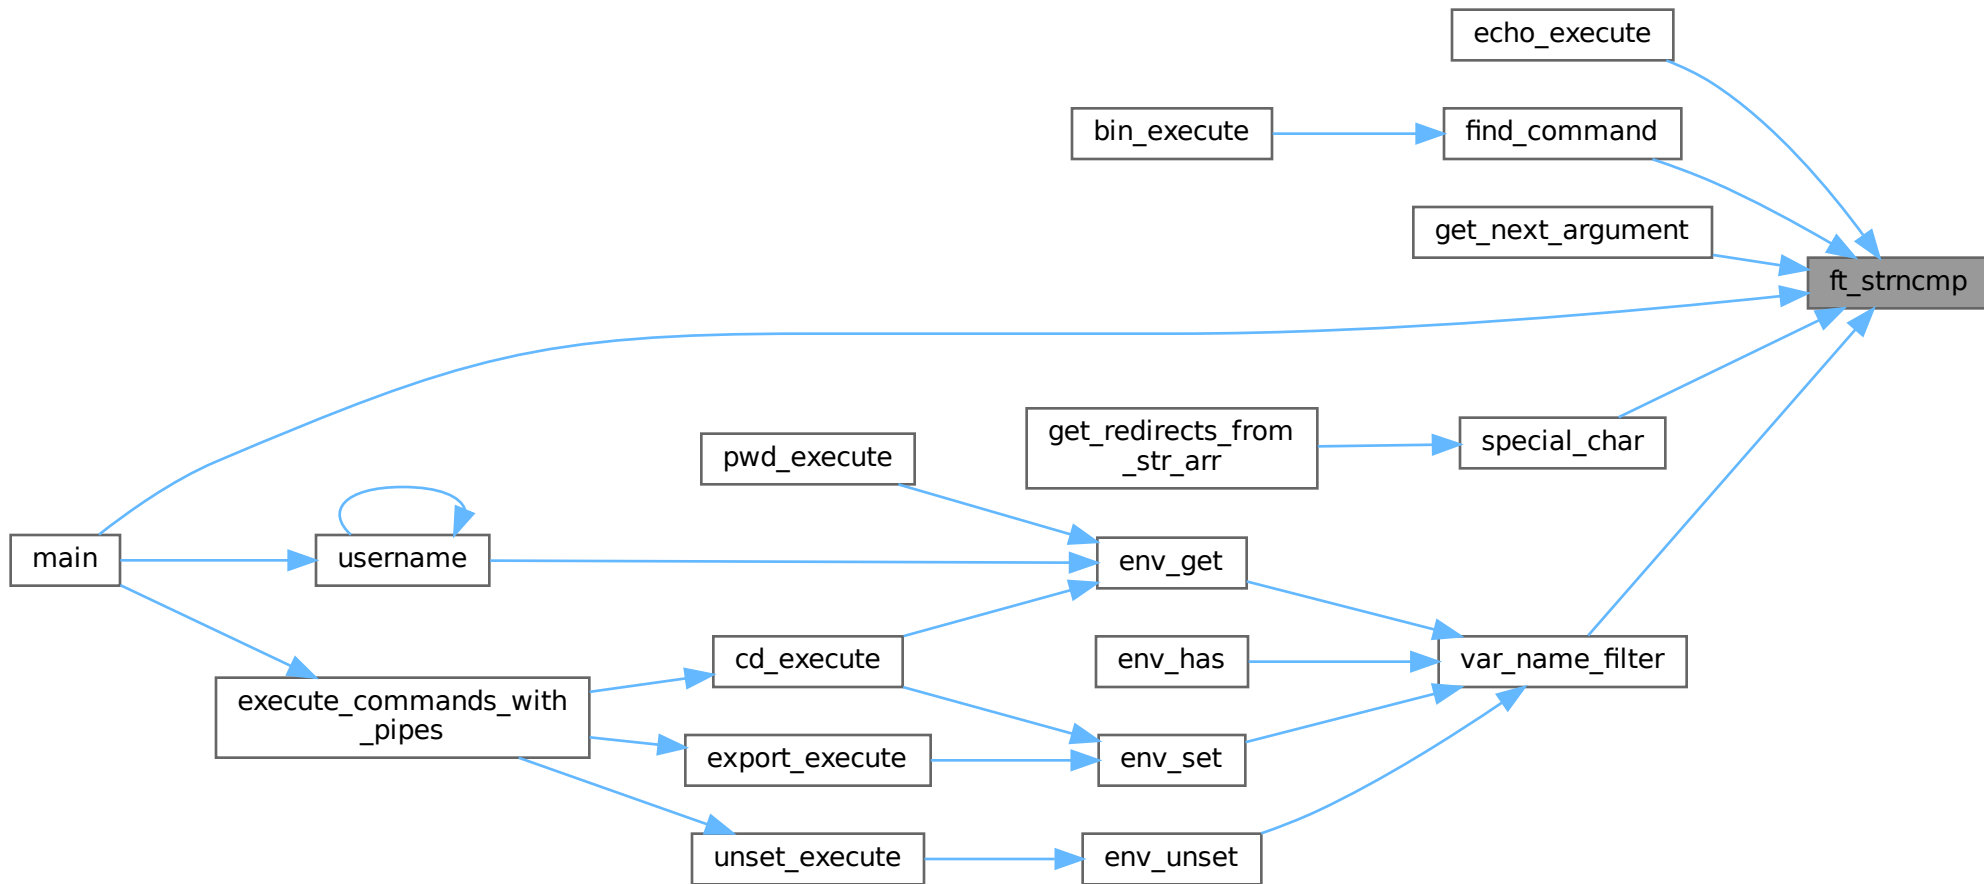 echo_execute
bin_execute
find_command
get_next_argument
ft_strncmp
get_redirects_from
_str_arr
special_char
pwd_execute
main
username
env_get
cd_execute
env_has
var_name_filter
execute_commands_with
_pipes
export_execute
env_set
unset_execute
env_unset